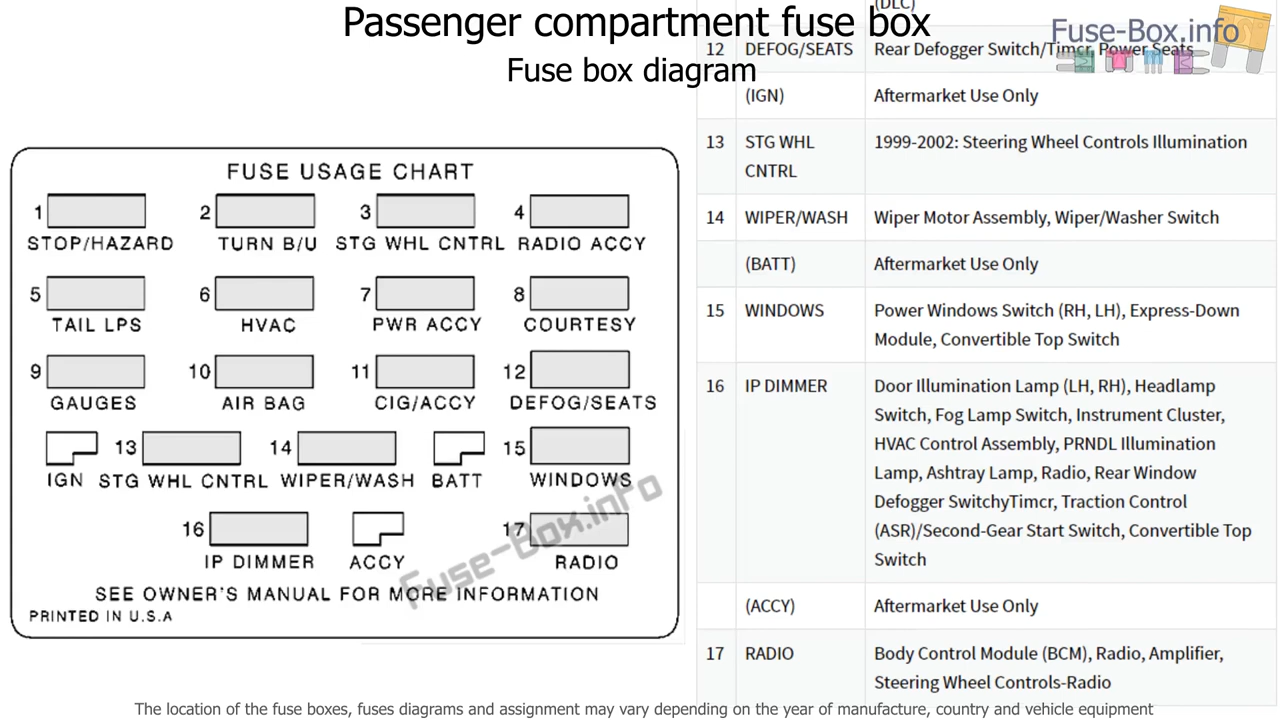 Passenger compartment fuse box
Fuse box diagram
Fuse-Box.info
FUSE USAGE CHART
1 2 3 4
STOP/HAZARD TURN B/U STG WHL CNTRL RADIO ACCY
5 6 7 8
TAIL LPS HVAC PWR ACCY COURTESY
9 10 11 12
GAUGES AIR BAG CIG/ACCY DEFOG/SEATS
13 14 15
IGN STG WHL CNTRL WIPER/WASH BATT WINDOWS
16 17
IP DIMMER ACCY RADIO
SEE OWNER'S MANUAL FOR MORE INFORMATION
PRINTED IN U.S.A
Fuse-Box.info
(DLC)
12 DEFOG/SEATS Rear Defogger Switch/Timcr, Power Seats
(IGN) Aftermarket Use Only
13 STG WHL 1999-2002: Steering Wheel Controls Illumination
CNTRL
14 WIPER/WASH Wiper Motor Assembly, Wiper/Washer Switch
(BATT) Aftermarket Use Only
15 WINDOWS Power Windows Switch (RH, LH), Express-Down
Module, Convertible Top Switch
16 IP DIMMER Door Illumination Lamp (LH, RH), Headlamp
Switch, Fog Lamp Switch, Instrument Cluster,
HVAC Control Assembly, PRNDL Illumination
Lamp, Ashtray Lamp, Radio, Rear Window
Defogger SwitchyTimcr, Traction Control
(ASR)/Second-Gear Start Switch, Convertible Top
Switch
(ACCY) Aftermarket Use Only
17 RADIO Body Control Module (BCM), Radio, Amplifier,
Steering Wheel Controls-Radio
The location of the fuse boxes, fuses diagrams and assignment may vary depending on the year of manufacture, country and vehicle equipment